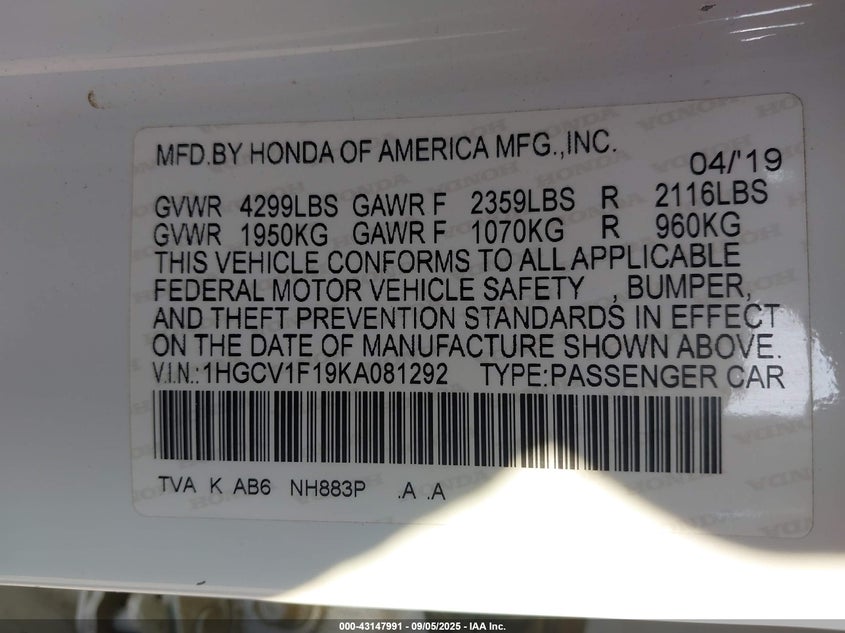 MFD.BY HONDA OF AMERICA MFG.,INC. 04/'19
GVWR 4299LBS GAWR F 2359LBS R 2116LBS
GVWR 1950KG GAWR F 1070KG R 960KG
THIS VEHICLE CONFORMS TO ALL APPLICABLE
FEDERAL MOTOR VEHICLE SAFETY , BUMPER,
AND THEFT PREVENTION STANDARDS IN EFFECT
ON THE DATE OF MANUFACTURE SHOWN ABOVE.
V.I.N.:1HGCV1F19KA081292 TYPE:PASSENGER CAR
TVA K AB6 NH883P .A .A
000-43147991 - 09/05/2025 - IAA Inc.